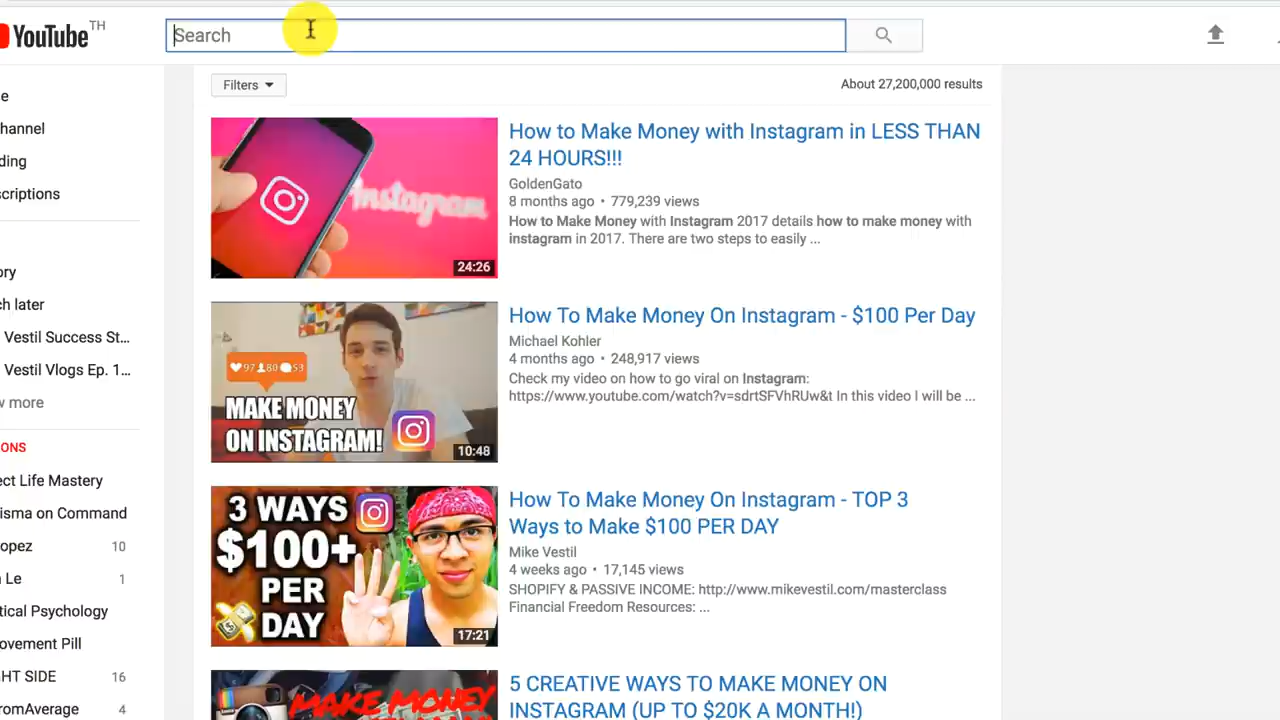 YouTube TH
Search
Filters
About 27,200,000 results
e
hannel
ding
scriptions
ory
ch later
Vestil Success St...
Vestil Vlogs Ep. 1...
w more
ONS
ect Life Mastery
isma on Command
opez 10
Le 1
tical Psychology
ovement Pill
HT SIDE 16
romAverage 4
Instagram
24:26
How to Make Money with Instagram in LESS THAN
24 HOURS!!!
GoldenGato
8 months ago • 779,239 views
How to Make Money with Instagram 2017 details how to make money with
instagram in 2017. There are two steps to easily ...
97 80 53
MAKE MONEY
ON INSTAGRAM!
10:48
How To Make Money On Instagram - $100 Per Day
Michael Kohler
4 months ago • 248,917 views
Check my video on how to go viral on Instagram:
https://www.youtube.com/watch?v=sdrtSFVhRUw&t In this video I will be ...
3 WAYS
$100+
PER
DAY
17:21
How To Make Money On Instagram - TOP 3
Ways to Make $100 PER DAY
Mike Vestil
4 weeks ago • 17,145 views
SHOPIFY & PASSIVE INCOME: http://www.mikevestil.com/masterclass
Financial Freedom Resources: ...
MAKE MONEY
5 CREATIVE WAYS TO MAKE MONEY ON
INSTAGRAM (UP TO $20K A MONTH!)